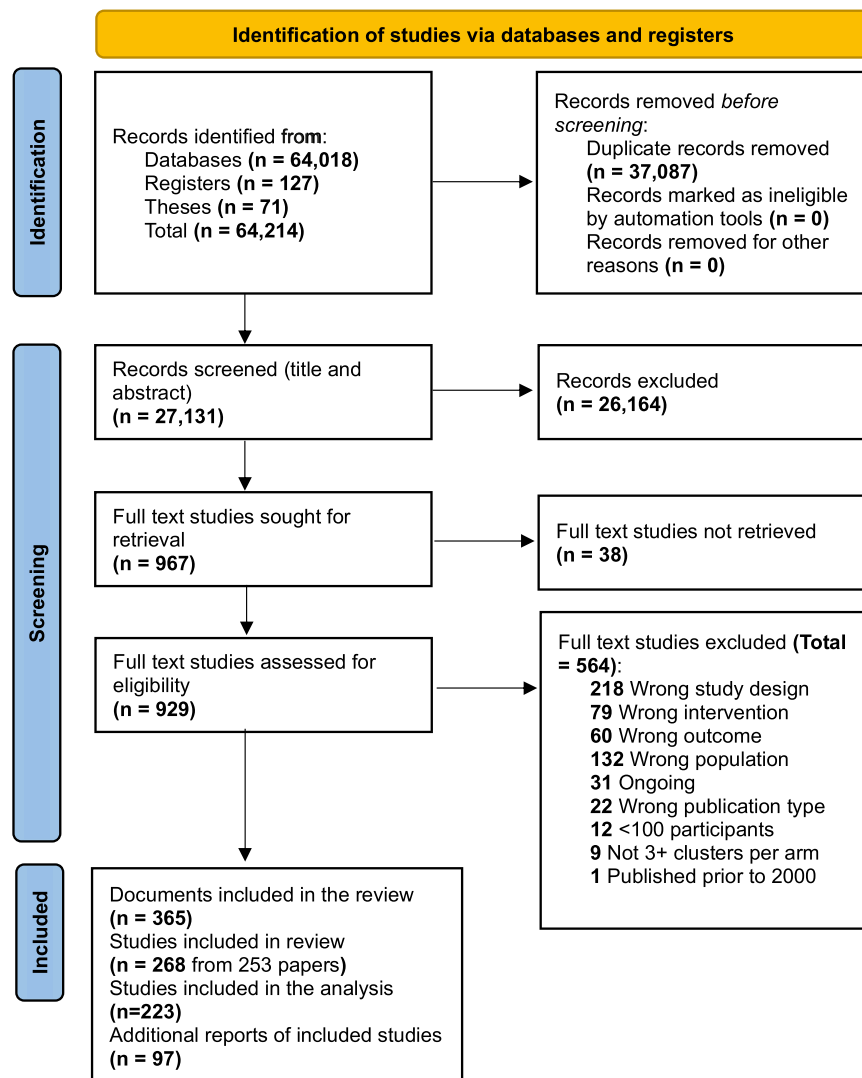 Identification of studies via databases and registers
Identification
Records identified from:
Databases (n = 64,018)
Registers (n = 127)
Theses (n = 71)
Total (n = 64,214)
Records removed before
screening:
Duplicate records removed
(n = 37,087)
Records marked as ineligible
by automation tools (n = 0)
Records removed for other
reasons (n = 0)
Screening
Records screened (title and
abstract)
(n = 27,131)
Records excluded
(n = 26,164)
Full text studies sought for
retrieval
(n = 967)
Full text studies not retrieved
(n = 38)
Full text studies assessed for
eligibility
(n = 929)
Full text studies excluded (Total
= 564):
218 Wrong study design
79 Wrong intervention
60 Wrong outcome
132 Wrong population
31 Ongoing
22 Wrong publication type
12 <100 participants
9 Not 3+ clusters per arm
1 Published prior to 2000
Included
Documents included in the review
(n = 365)
Studies included in review
(n = 268 from 253 papers)
Studies included in the analysis
(n=223)
Additional reports of included studies
(n = 97)